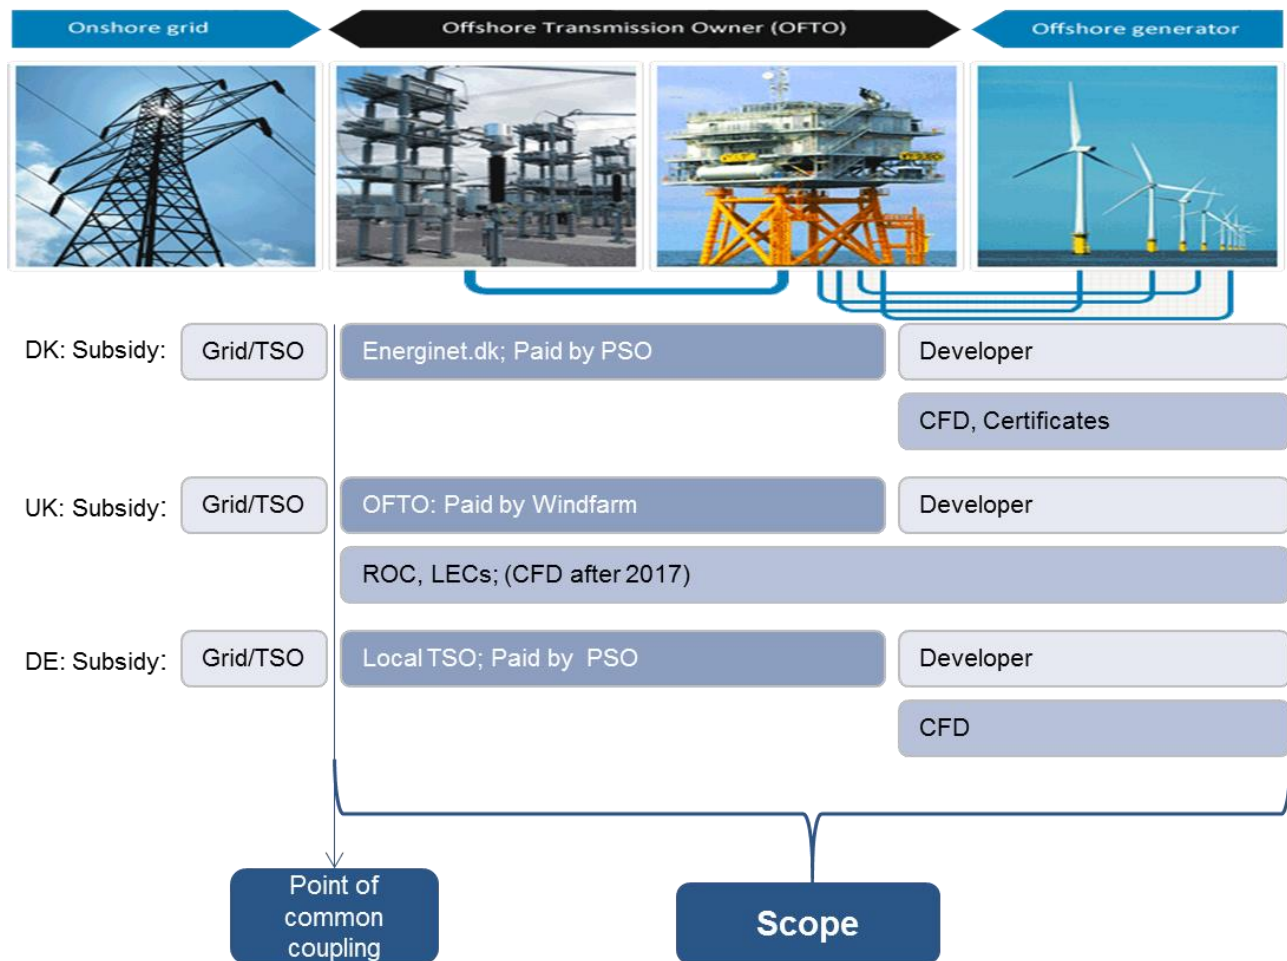 Onshore grid
Offshore Transmission Owner (OFTO)
Offshore generator
DK: Subsidy:
Grid/TSO
Energinet.dk; Paid by PSO
Developer
CFD, Certificates
UK: Subsidy:
Grid/TSO
OFTO: Paid by Windfarm
Developer
ROC, LECs; (CFD after 2017)
DE: Subsidy:
Grid/TSO
Local TSO; Paid by PSO
Developer
CFD
Point of
common
coupling
Scope